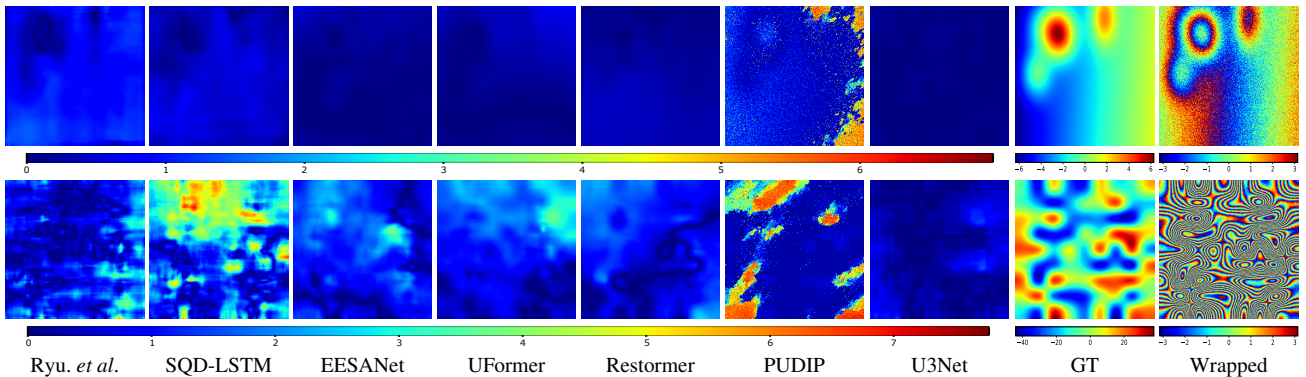 0 1 2 3 4 5 6
−6 −4 −2 0 2 4 6
−3 −2 −1 0 1 2 3
0 1 2 3 4 5 6 7
−40 −20 0 20
−3 −2 −1 0 1 2 3
Ryu. et al. SQD-LSTM EESANet UFormer Restormer PUDIP U3Net GT Wrapped